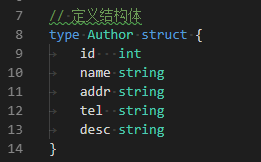 7 // 定义结构体
8 type Author struct {
9 id int
10 name string
11 addr string
12 tel string
13 desc string
14 }